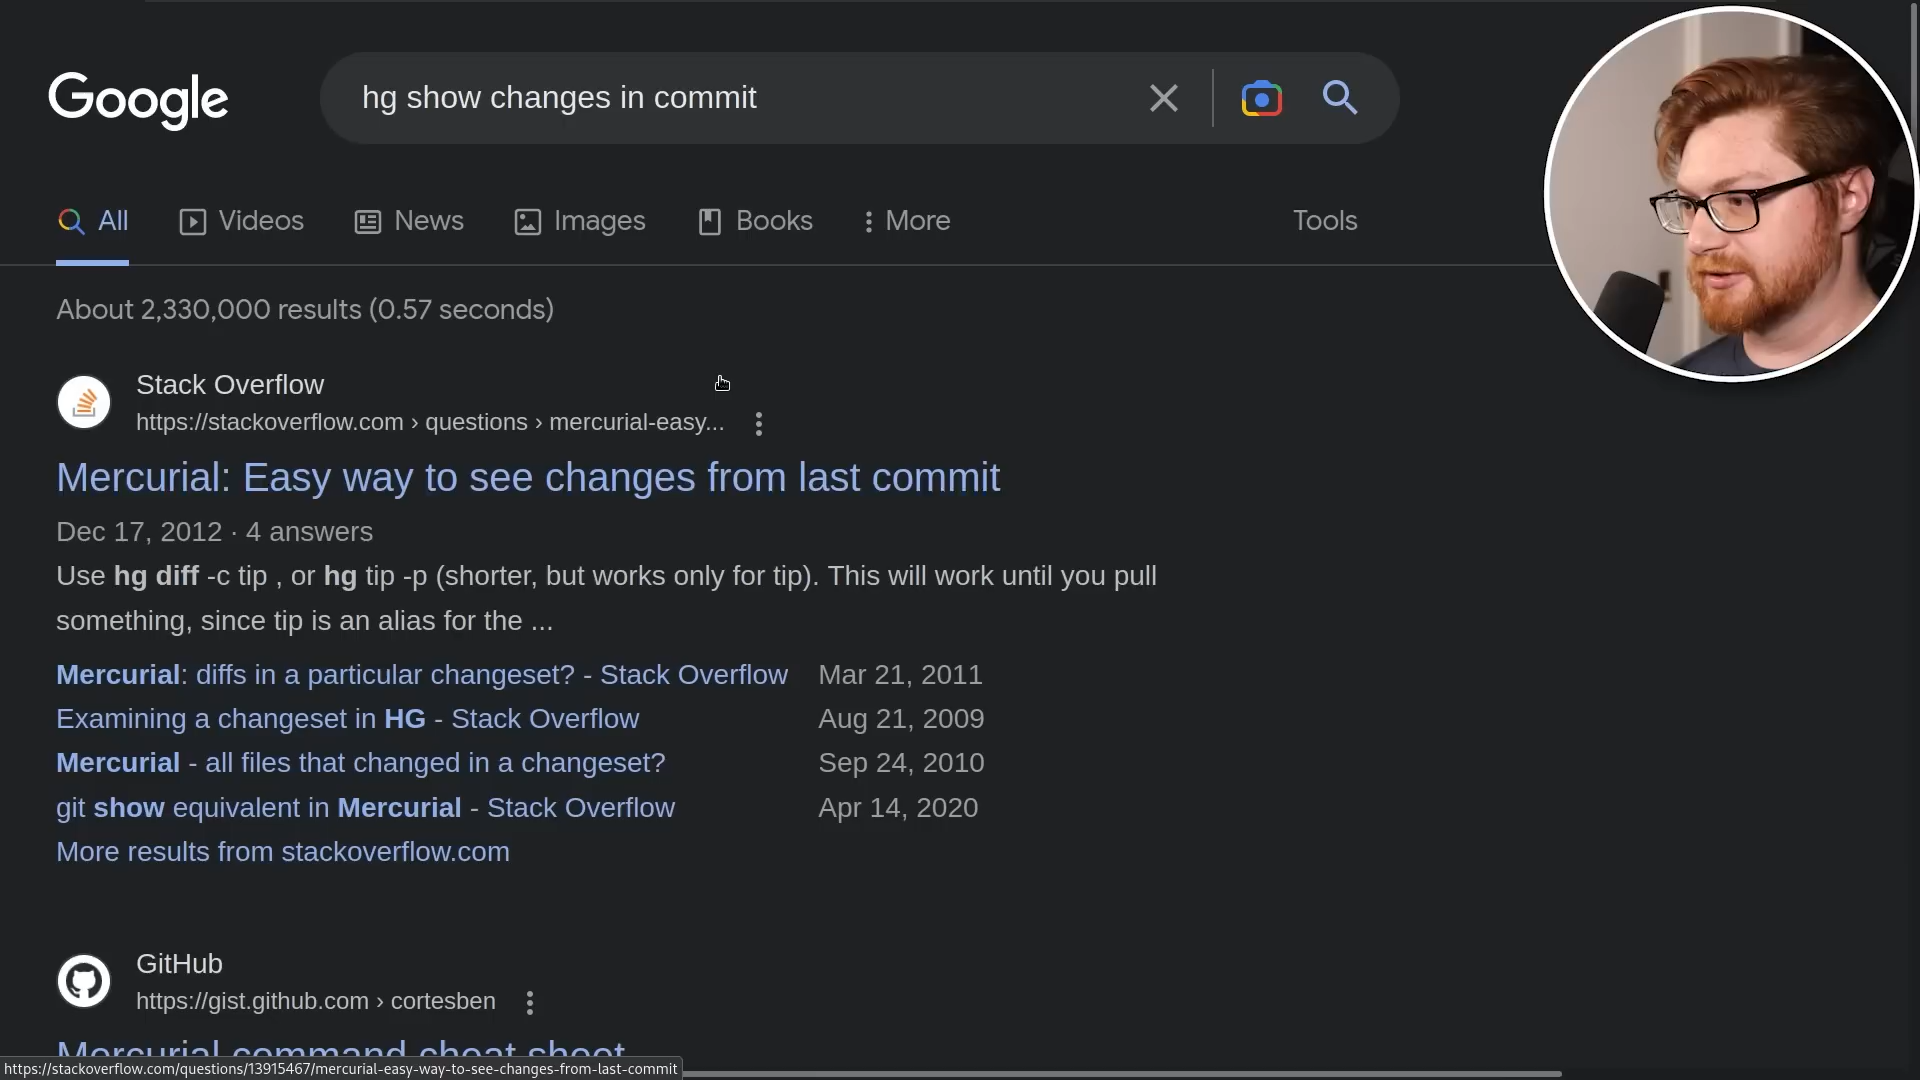 Google
hg show changes in commit
All
Videos
News
Images
Books
More
Tools
About 2,330,000 results (0.57 seconds)
Stack Overflow
https://stackoverflow.com › questions › mercurial-easy...
Mercurial: Easy way to see changes from last commit
Dec 17, 2012 · 4 answers
Use hg diff -c tip , or hg tip -p (shorter, but works only for tip). This will work until you pull
something, since tip is an alias for the ...
Mercurial: diffs in a particular changeset? - Stack Overflow Mar 21, 2011
Examining a changeset in HG - Stack Overflow Aug 21, 2009
Mercurial - all files that changed in a changeset? Sep 24, 2010
git show equivalent in Mercurial - Stack Overflow Apr 14, 2020
More results from stackoverflow.com
GitHub
https://gist.github.com › cortesben
Mercurial command cheat sheet
https://stackoverflow.com/questions/13915467/mercurial-easy-way-to-see-changes-from-last-commit